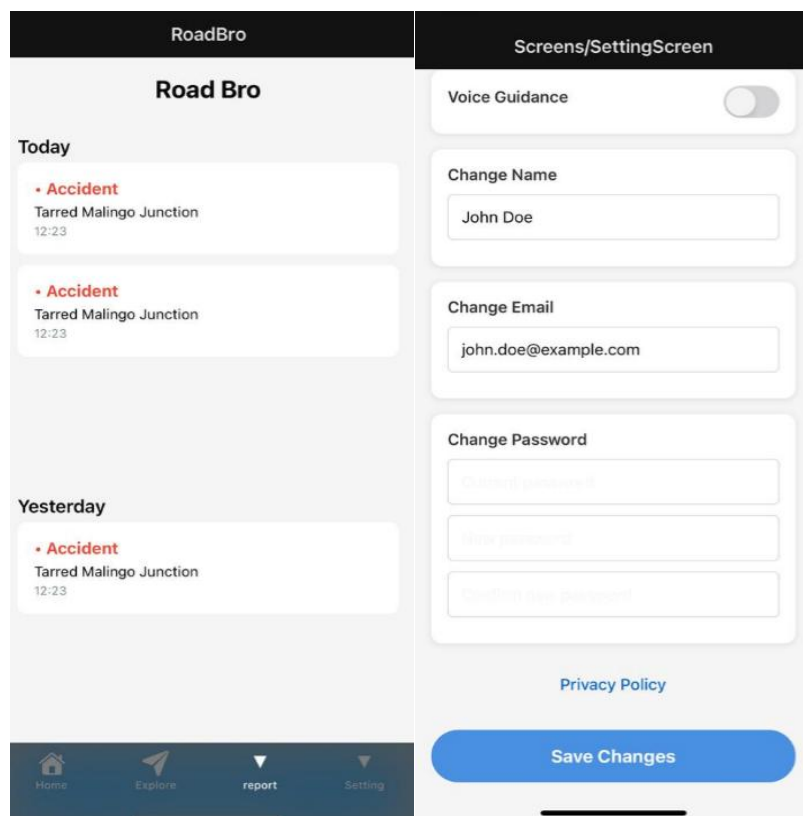 RoadBro
Road Bro
Today
• Accident
Tarred Malingo Junction
12:23
• Accident
Tarred Malingo Junction
12:23
Yesterday
• Accident
Tarred Malingo Junction
12:23
Home
Explore
report
Setting
Screens/SettingScreen
Voice Guidance
Change Name
John Doe
Change Email
john.doe@example.com
Change Password
Current password
New password
Confirm new password
Privacy Policy
Save Changes